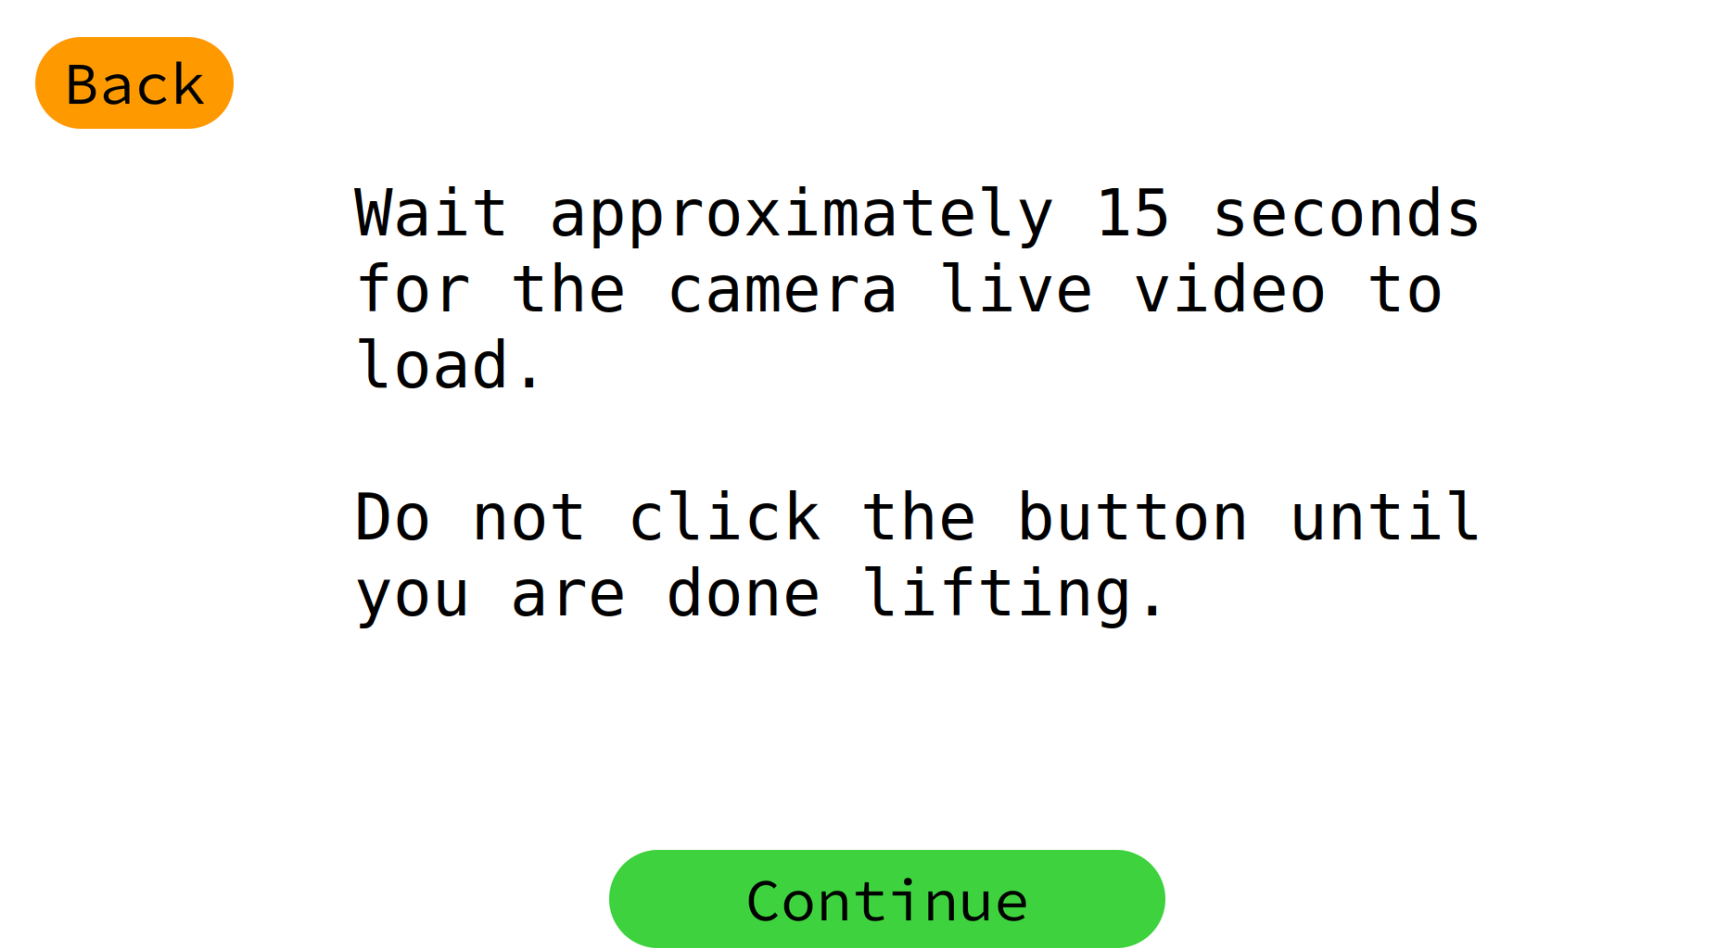 Back
Wait approximately 15 seconds
for the camera live video to
load.
Do not click the button until
you are done lifting.
Continue